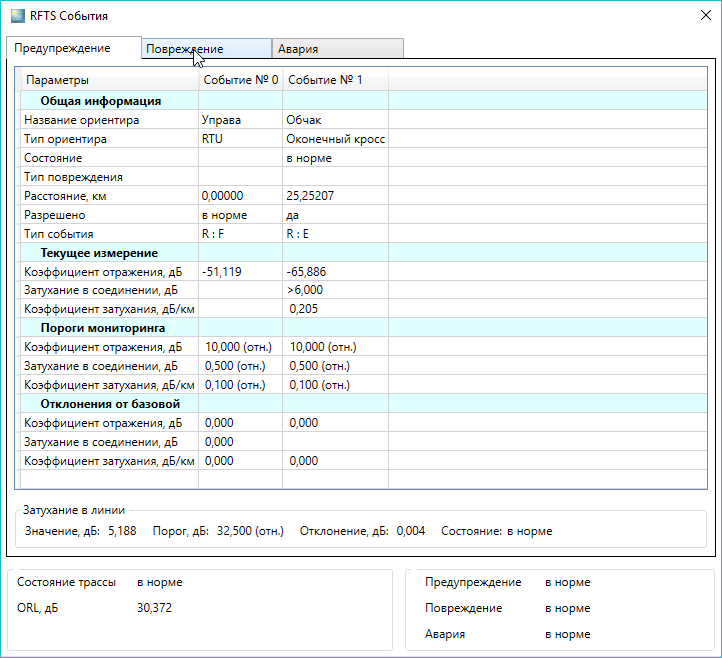 RFTS События
Предупреждение Повреждение Авария
Параметры Событие № 0 Событие № 1
Общая информация
Название ориентира Управа Обчак
Тип ориентира RTU Оконечный кросс
Состояние в норме
Тип повреждения
Расстояние, км 0,00000 25,25207
Разрешено в норме да
Тип события R : F R : E
Текущее измерение
Коэффициент отражения, дБ -51,119 -65,886
Затухание в соединении, дБ >6,000
Коэффициент затухания, дБ/км 0,205
Пороги мониторинга
Коэффициент отражения, дБ 10,000 (отн.) 10,000 (отн.)
Затухание в соединении, дБ 0,500 (отн.) 0,500 (отн.)
Коэффициент затухания, дБ/км 0,100 (отн.) 0,100 (отн.)
Отклонения от базовой
Коэффициент отражения, дБ 0,000 0,000
Затухание в соединении, дБ 0,000
Коэффициент затухания, дБ/км 0,000 0,000
Затухание в линии
Значение, дБ: 5,188 Порог, дБ: 32,500 (отн.) Отклонение, дБ: 0,004 Состояние: в норме
Состояние трассы в норме
ORL, дБ 30,372
Предупреждение в норме
Повреждение в норме
Авария в норме